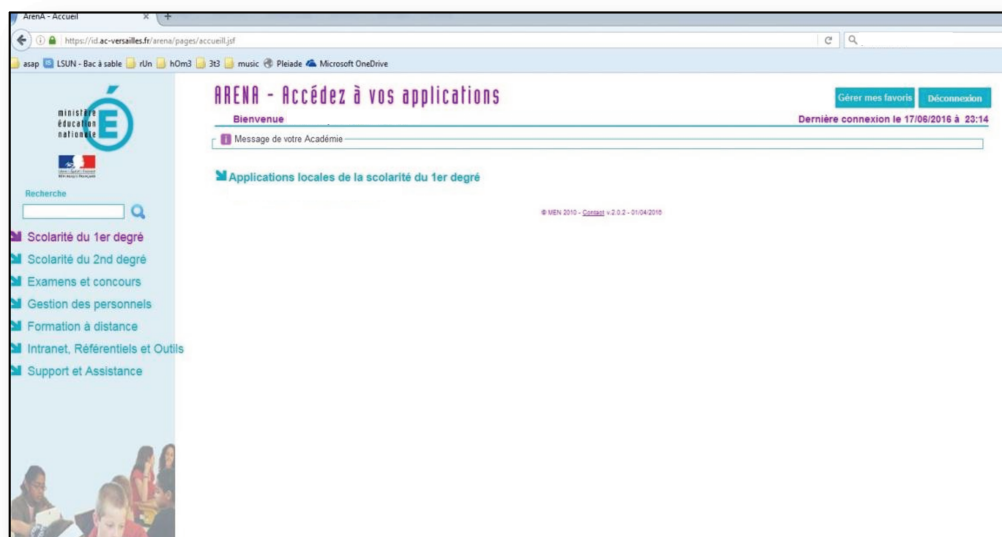 ArenA - Accueil
https://id.ac-versailles.fr/arena/pages/accueil.jsf
asap LSUN - Bac à sable rUn hOm3 3t3 music Pleiade Microsoft OneDrive
ministère
éducation
nationale
Recherche
Scolarité du 1er degré
Scolarité du 2nd degré
Examens et concours
Gestion des personnels
Formation à distance
Intranet, Référentiels et Outils
Support et Assistance
ARENA - Accédez à vos applications
Gérer mes favoris Déconnexion
Bienvenue
Dernière connexion le 17/06/2016 à 23:14
Message de votre Académie
Applications locales de la scolarité du 1er degré
© MEN 2010 - Contact v.2.0.2 - 01/04/2015